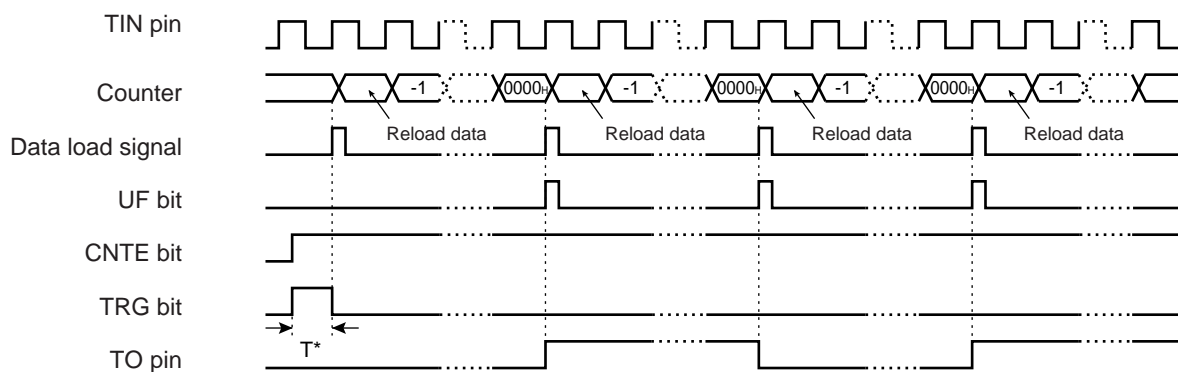 TIN pin
Counter
-1 0000H -1 0000H -1 0000H -1
Reload data Reload data Reload data Reload data
Data load signal
UF bit
CNTE bit
TRG bit
T*
TO pin